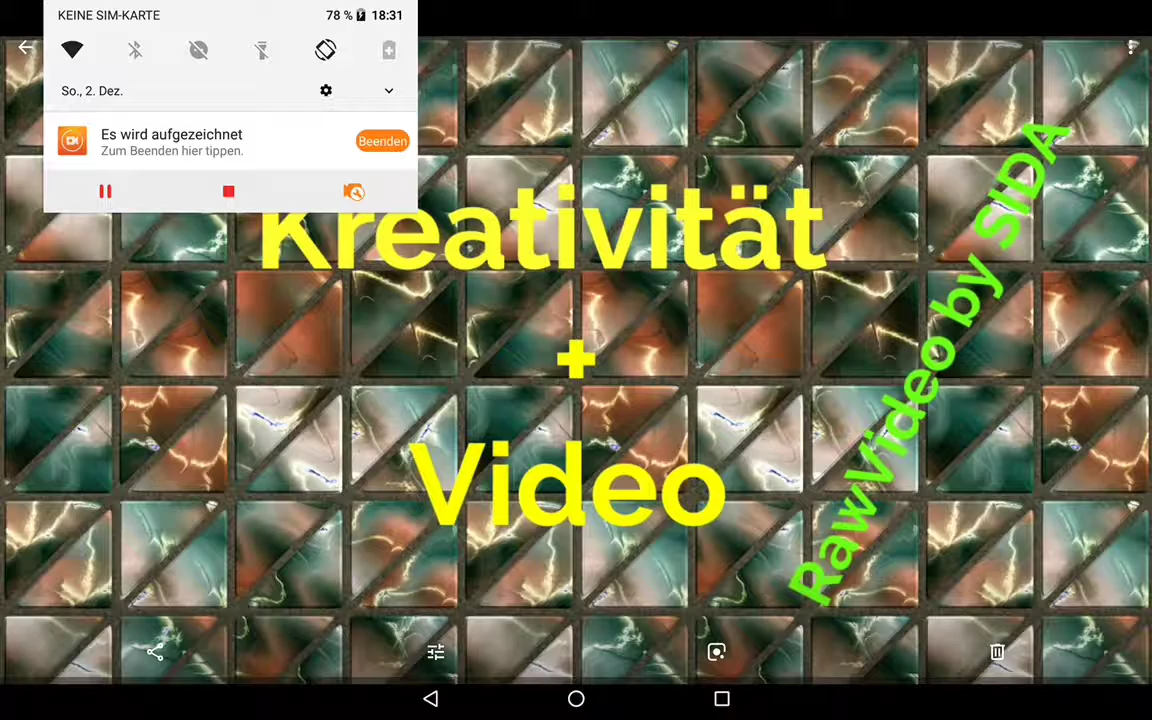 KEINE SIM-KARTE 78 % 18:31
So., 2. Dez.
Es wird aufgezeichnet
Zum Beenden hier tippen.
Beenden
Kreativität
+
Video
RawVideo by SIDA